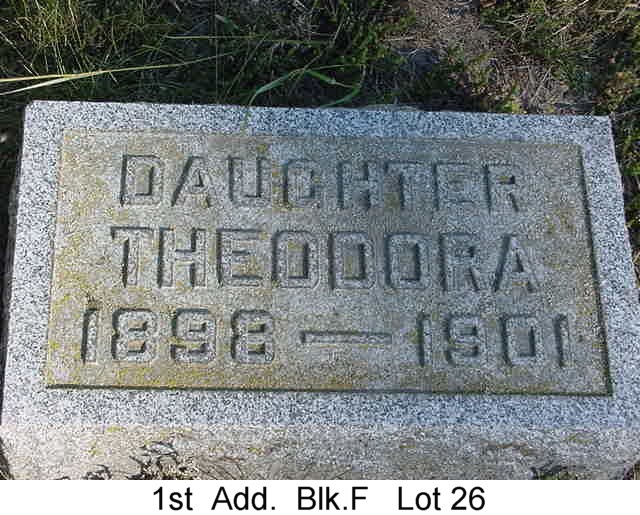 DAUGHTER
THEODORA
1898 — 1901
1st Add. Blk.F Lot 26